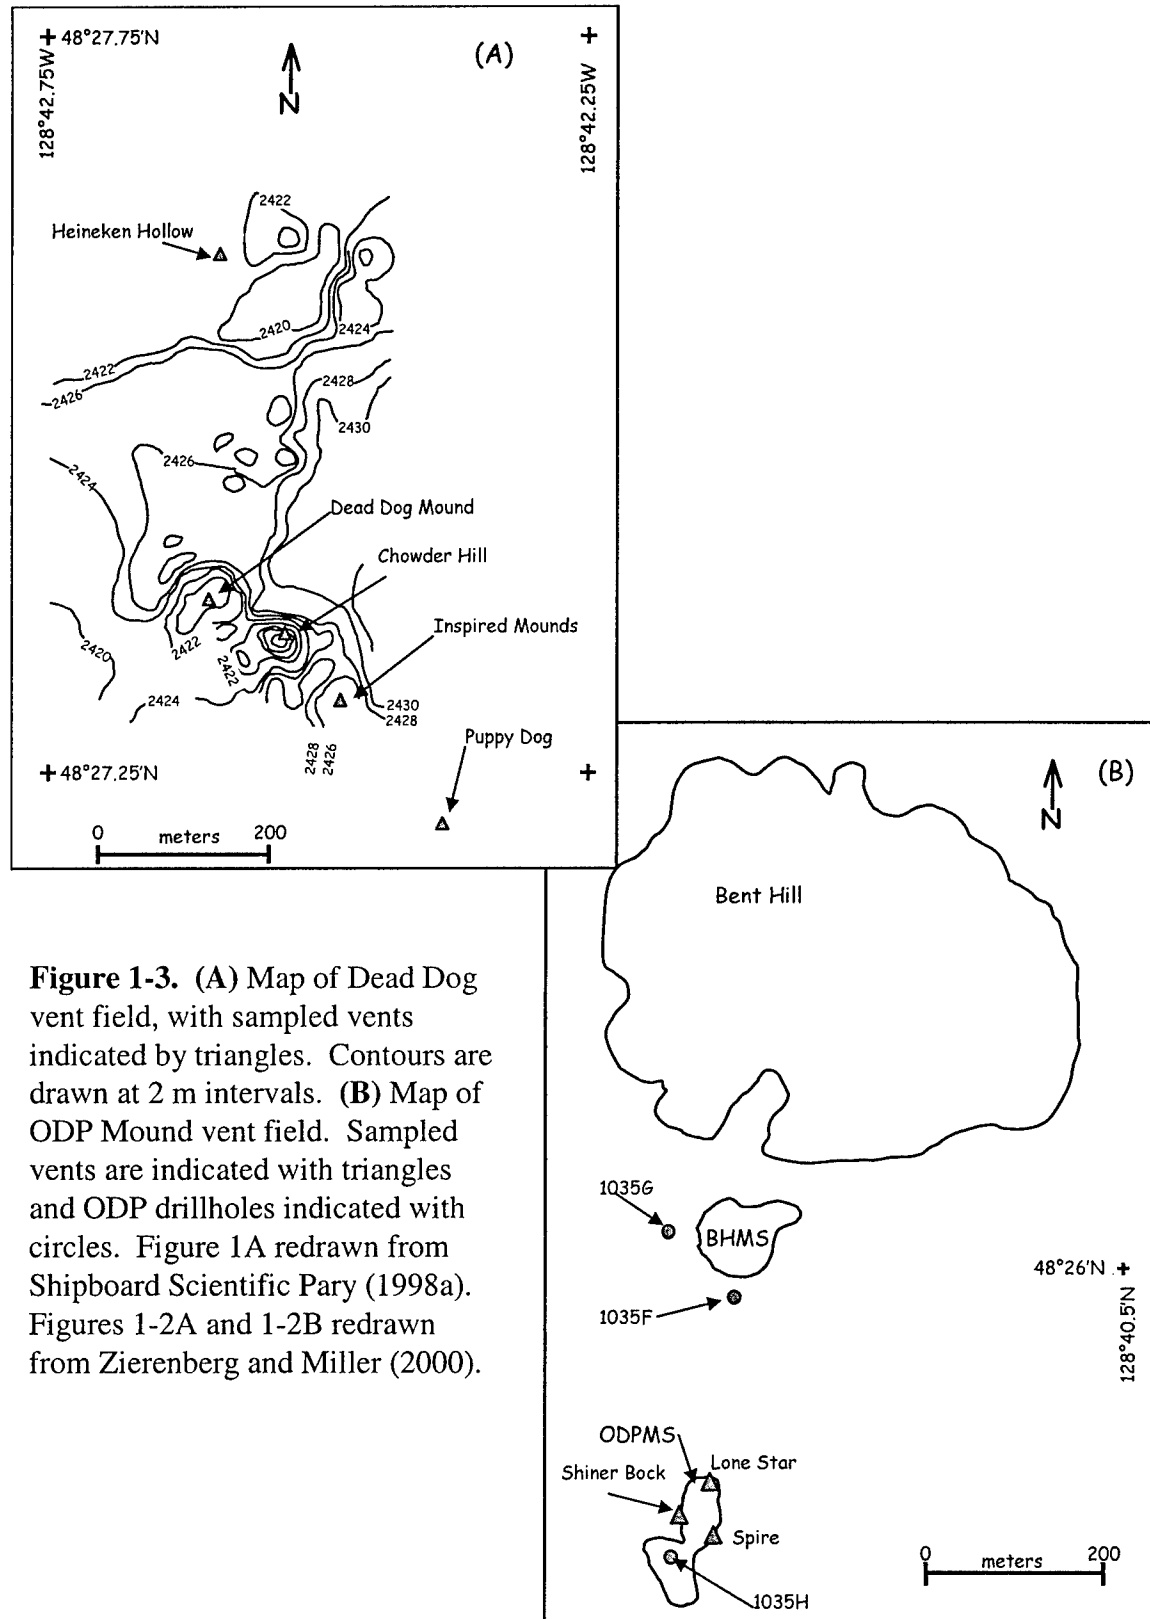 48°27.75'N
(A)
128°42.75W
128°42.25W
N
2422
Heineken Hollow
2420
2424
2422
2426
2428
2430
2426
2424
Dead Dog Mound
Chowder Hill
Inspired Mounds
2422
2420
2422
2424
2430
2428
2428
2426
Puppy Dog
48°27.25'N
0 meters 200
(B)
N
Bent Hill
1035G
BHMS
48°26'N
128°40.5'N
1035F
ODPMS
Lone Star
Shiner Bock
Spire
0 meters 200
1035H
Figure 1-3. (A) Map of Dead Dog
vent field, with sampled vents
indicated by triangles. Contours are
drawn at 2 m intervals. (B) Map of
ODP Mound vent field. Sampled
vents are indicated with triangles
and ODP drillholes indicated with
circles. Figure 1A redrawn from
Shipboard Scientific Pary (1998a).
Figures 1-2A and 1-2B redrawn
from Zierenberg and Miller (2000).